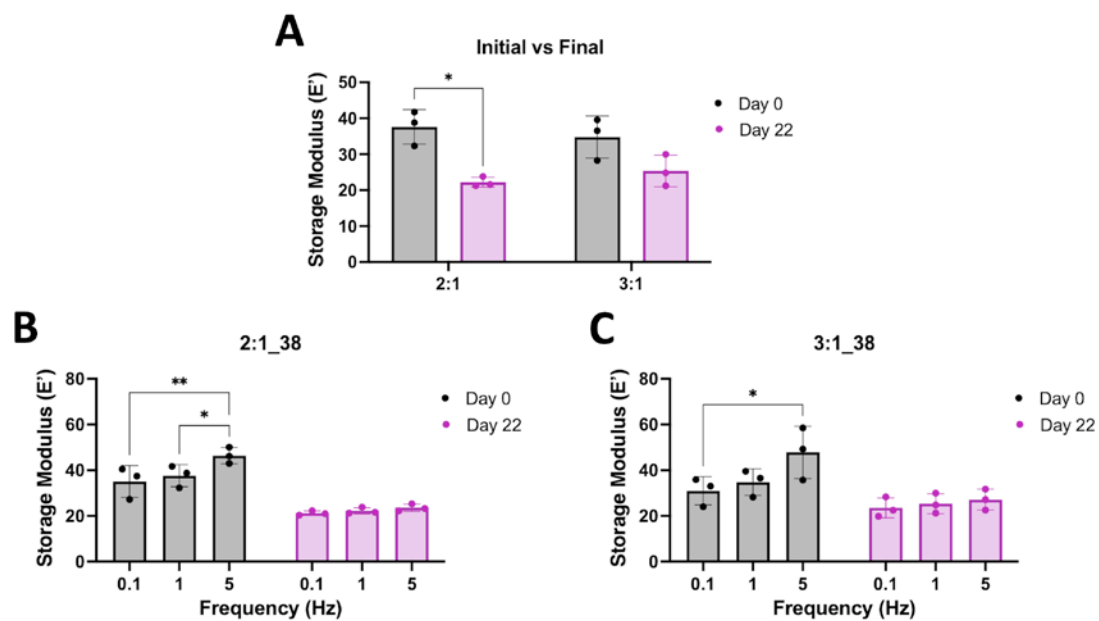 A
Initial vs Final
Storage Modulus (E')
50
40
30
20
10
0
*
2:1
3:1
Day 0
Day 22
B
2:1_38
Storage Modulus (E')
80
60
40
20
0
**
*
0.1 1 5 0.1 1 5
Frequency (Hz)
Day 0
Day 22
C
3:1_38
Storage Modulus (E')
80
60
40
20
0
*
0.1 1 5 0.1 1 5
Frequency (Hz)
Day 0
Day 22